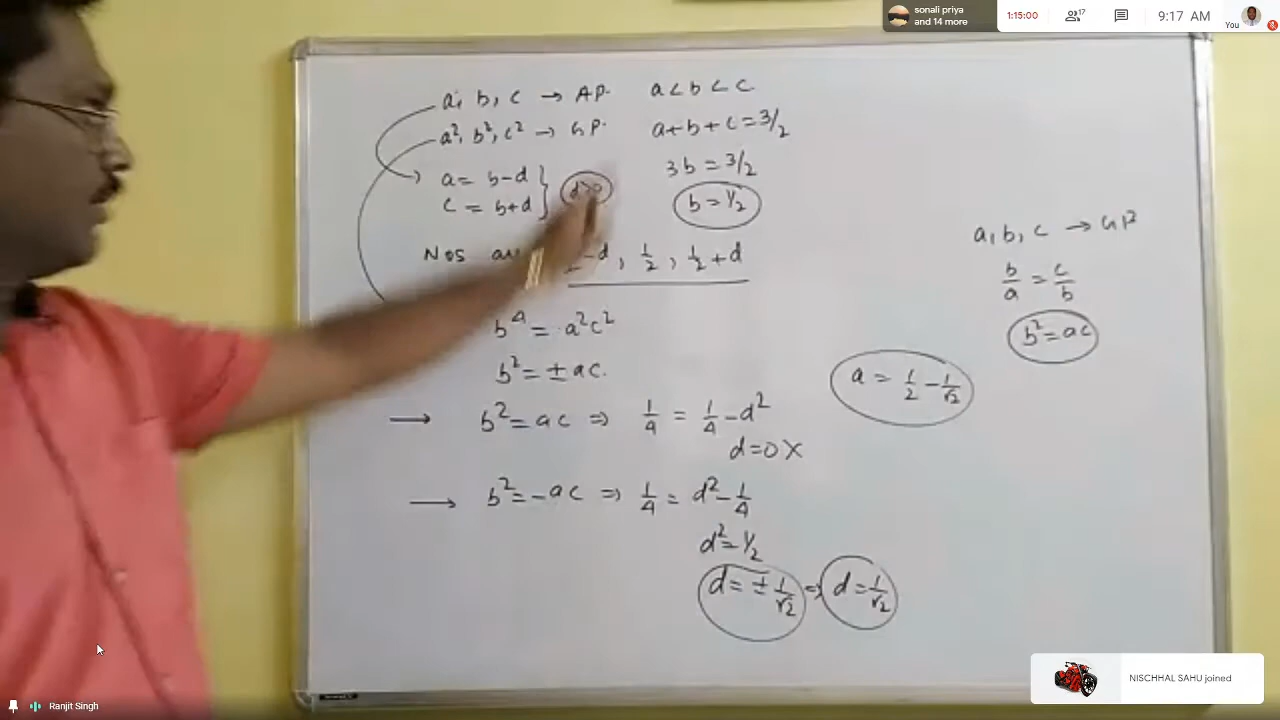 sonali priya
and 14 more
1:15:00
17
9:17 AM
You
a, b, c → AP. a < b < c
a², b², c² → GP. a+b+c = 3/2
a = b-d
c = b+d
d>0
3b = 3/2
b = 1/2
Nos -d, 1/2, 1/2 + d
b⁴ = a²c²
b² = ± ac.
→ b² = ac ⇒ 1/4 = 1/4 - d²
d = 0 X
→ b² = -ac ⇒ 1/4 = d² - 1/4
d² = 1/2
d = ± 1/√2 ⇒ d = 1/√2
a, b, c → GP
b/a = c/b
b² = ac
a = 1/2 - 1/√2
NISCHHAL SAHU joined
Ranjit Singh